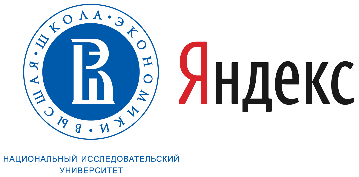 ВЫСШАЯ ШКОЛА ЭКОНОМИКИ
Яндекс
НАЦИОНАЛЬНЫЙ ИССЛЕДОВАТЕЛЬСКИЙ
УНИВЕРСИТЕТ